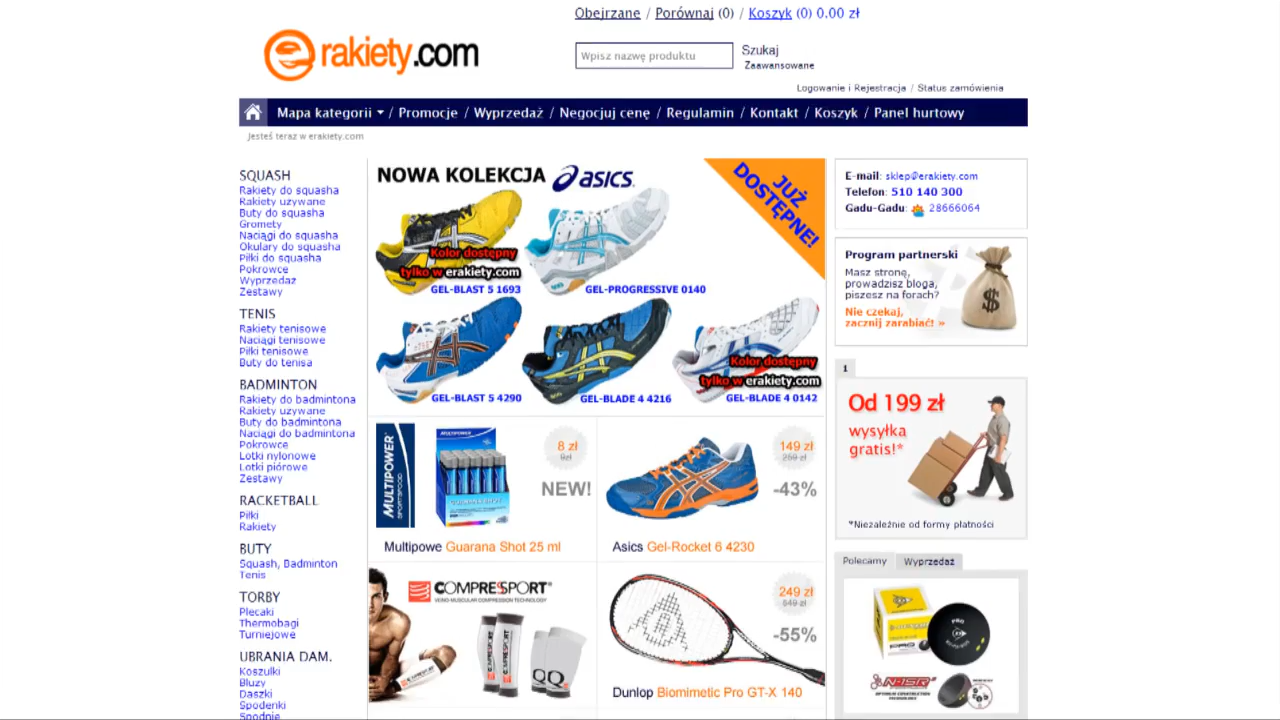 Obejrzane / Porównaj (0) / Koszyk (0) 0.00 zł
erakiety.com
Wpisz nazwę produktu
Szukaj
Zaawansowane
Logowanie i Rejestracja / Status zamówienia
Mapa kategorii / Promocje / Wyprzedaż / Negocjuj cenę / Regulamin / Kontakt / Koszyk / Panel hurtowy
Jesteś teraz w erakiety.com
SQUASH
Rakiety do squasha
Rakiety używane
Buty do squasha
Gromety
Naciągi do squasha
Okulary do squasha
Piłki do squasha
Pokrowce
Wyprzedaż
Zestawy
TENIS
Rakiety tenisowe
Naciągi tenisowe
Piłki tenisowe
Buty do tenisa
BADMINTON
Rakiety do badmintona
Rakiety używane
Buty do badmintona
Naciągi do badmintona
Pokrowce
Lotki nylonowe
Lotki piórowe
Zestawy
RACKETBALL
Piłki
Rakiety
BUTY
Squash, Badminton
Tenis
TORBY
Plecaki
Thermobagi
Turniejowe
UBRANIA DAM.
Koszulki
Bluzy
Daszki
Spodenki
Spodnie
NOWA KOLEKCJA asics
JUŻ
DOSTĘPNE!
Kolor dostępny
tylko w erakiety.com
GEL-BLAST 5 1693
GEL-PROGRESSIVE 0140
Kolor dostępny
tylko w erakiety.com
GEL-BLAST 5 4290
GEL-BLADE 4 4216
GEL-BLADE 4 0142
MULTIPOWER
SPORTSFOOD
MULTIPOWER
8 zł
9zł
NEW!
Multipowe Guarana Shot 25 ml
149 zł
259 zł
-43%
Asics Gel-Rocket 6 4230
COMPRESSPORT
VEINO-MUSCULAR COMPRESSION TECHNOLOGY
249 zł
549 zł
-55%
Dunlop Biomimetic Pro GT-X 140
E-mail: sklep@erakiety.com
Telefon: 510 140 300
Gadu-Gadu: 28666064
Program partnerski
Masz stronę,
prowadzisz bloga,
piszesz na forach?
Nie czekaj,
zacznij zarabiać! »
$
1
Od 199 zł
wysyłka
gratis!*
*Niezależnie od formy płatności
Polecamy
Wyprzedaż
PRO
N-ISR